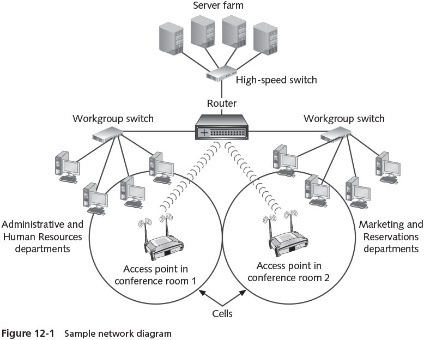 Server farm
High-speed switch
Router
Workgroup switch
Workgroup switch
Administrative and
Human Resources
departments
Access point in
conference room 1
Access point in
conference room 2
Marketing and
Reservations
departments
Cells
Figure 12-1 Sample network diagram